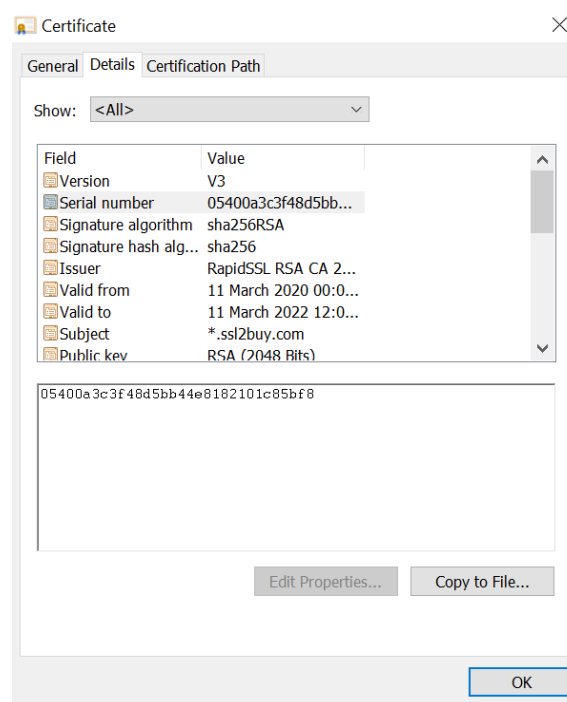 Certificate
General Details Certification Path
Show: <All>
Field Value
Version V3
Serial number 05400a3c3f48d5bb...
Signature algorithm sha256RSA
Signature hash alg... sha256
Issuer RapidSSL RSA CA 2...
Valid from 11 March 2020 00:0...
Valid to 11 March 2022 12:0...
Subject *.ssl2buy.com
Public key RSA (2048 Bits)
05400a3c3f48d5bb44e8182101c85bf8
Edit Properties... Copy to File...
OK